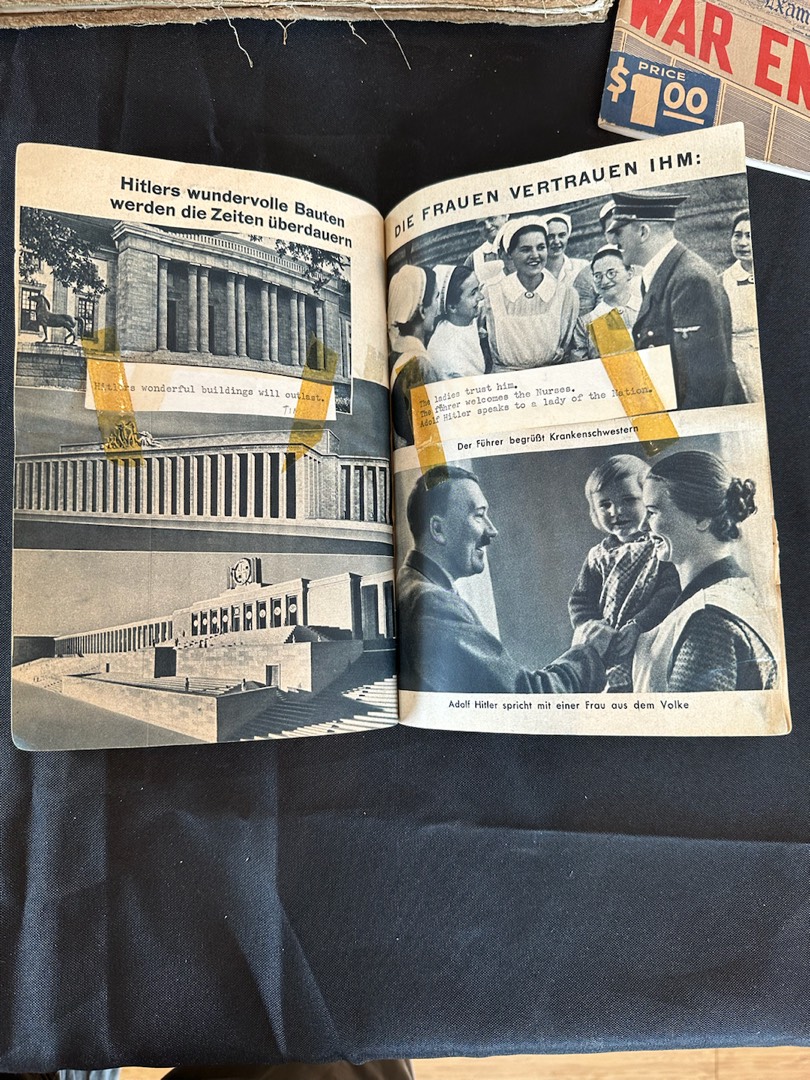 Exam
WAR EN
PRICE
$1.00
Hitlers wundervolle Bauten
werden die Zeiten überdauern
Hitlers wonderful buildings will outlast.
DIE FRAUEN VERTRAUEN IHM:
The ladies trust him.
The führer welcomes the Nurses.
Adolf Hitler speaks to a lady of the Nation.
Der Führer begrüßt Krankenschwestern
Adolf Hitler spricht mit einer Frau aus dem Volke